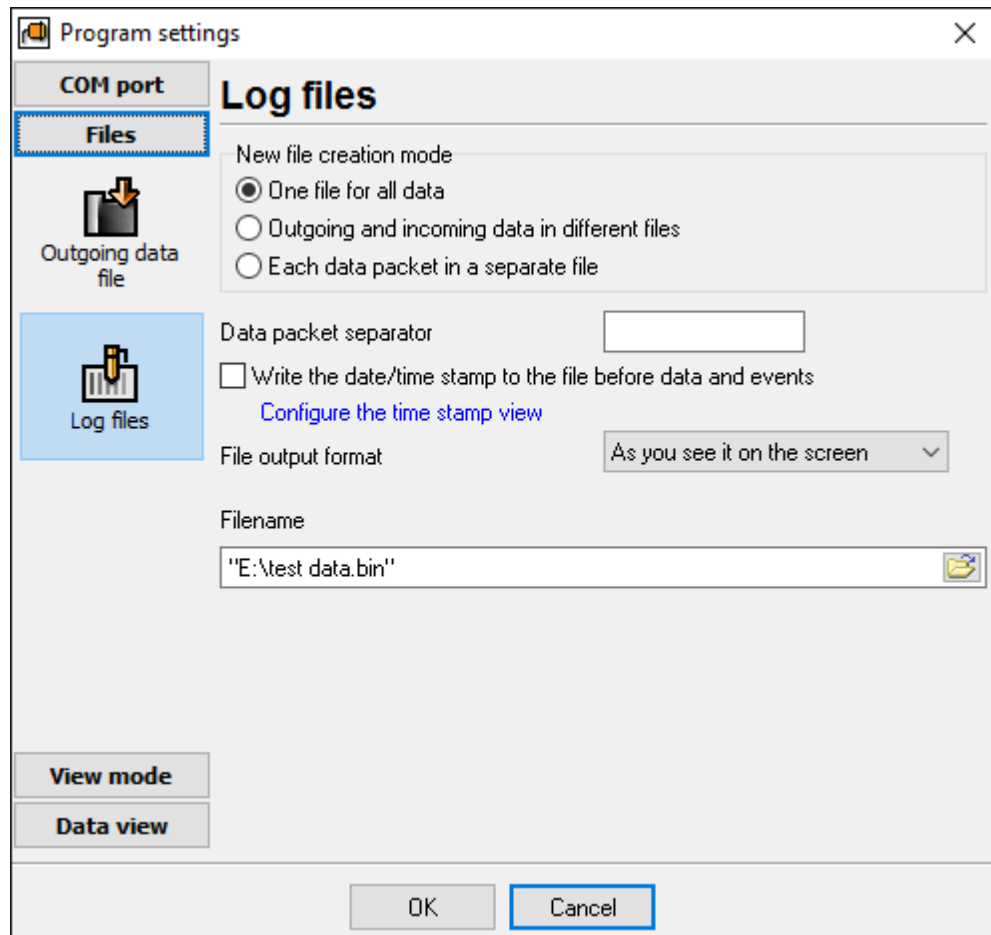 Program settings
COM port
Files
Outgoing data
file
Log files
View mode
Data view
Log files
New file creation mode
One file for all data
Outgoing and incoming data in different files
Each data packet in a separate file
Data packet separator
Write the date/time stamp to the file before data and events
Configure the time stamp view
File output format
As you see it on the screen
Filename
"E:\test data.bin"
OK
Cancel